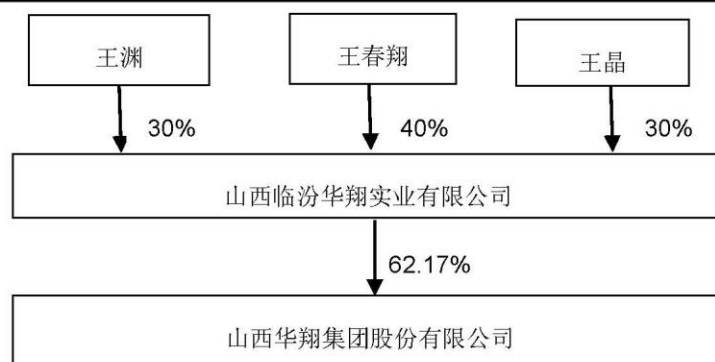 王渊
王春翔
王晶
30%
40%
30%
山西临汾华翔实业有限公司
62.17%
山西华翔集团股份有限公司